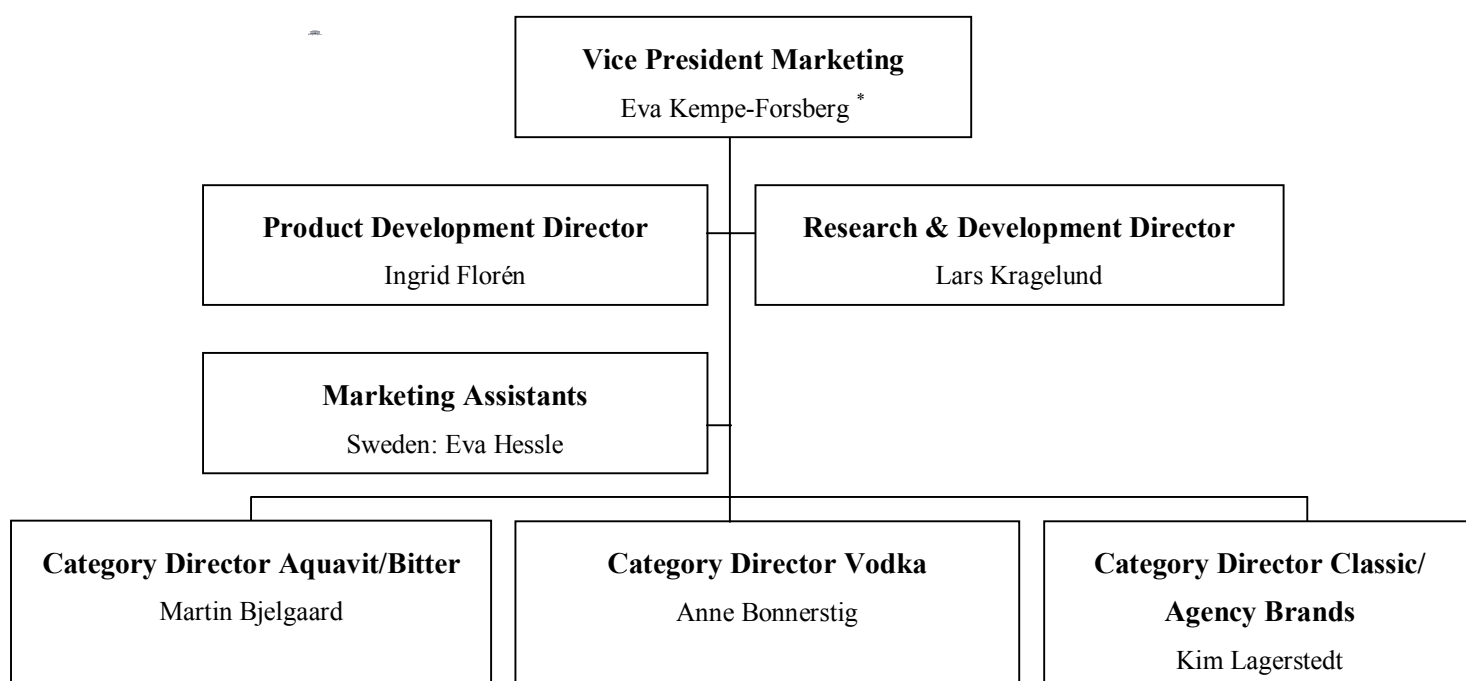 Vice President Marketing
Eva Kempe-Forsberg *
Product Development Director
Ingrid Florén
Research & Development Director
Lars Kragelund
Marketing Assistants
Sweden: Eva Hessle
Category Director Aquavit/Bitter
Martin Bjelgaard
Category Director Vodka
Anne Bonnerstig
Category Director Classic/
Agency Brands
Kim Lagerstedt